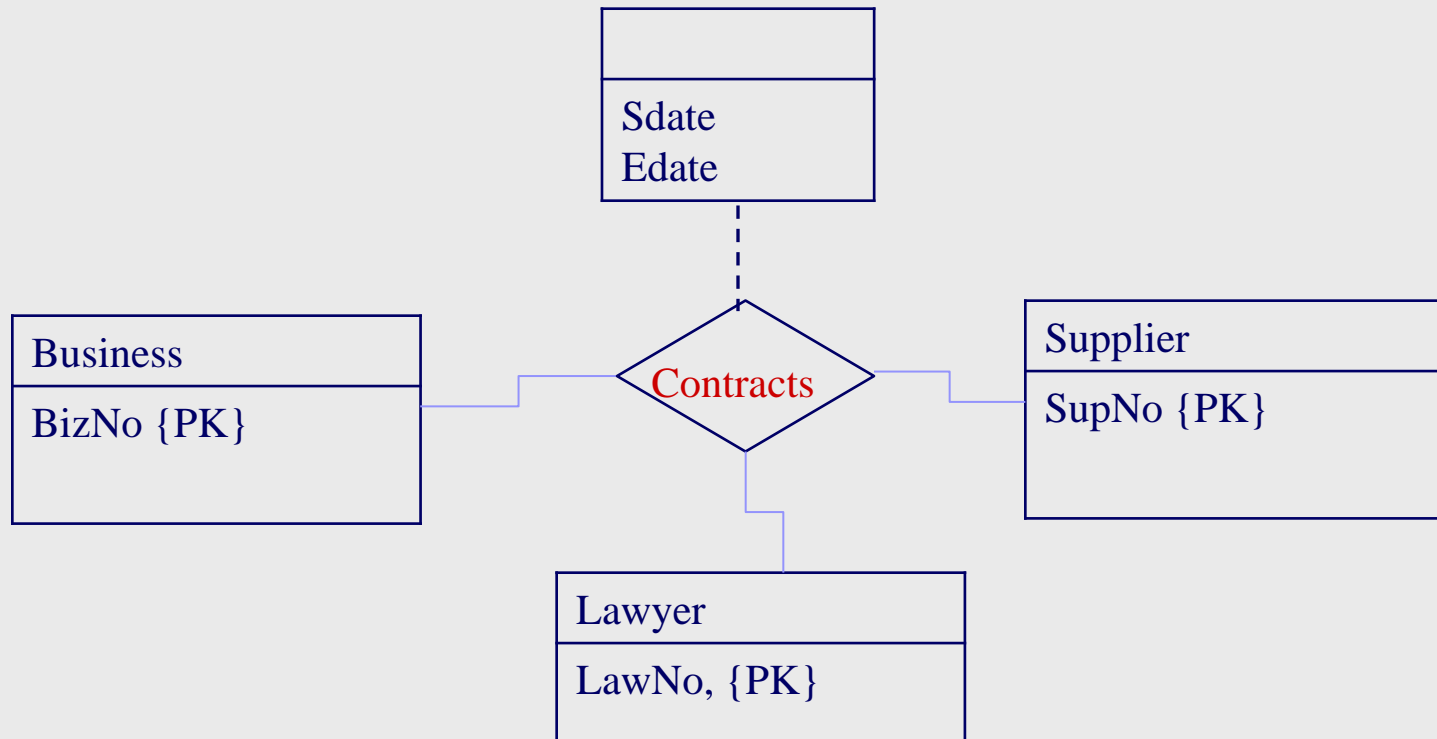 Sdate
Edate
Business
BizNo {PK}
Contracts
Supplier
SupNo {PK}
Lawyer
LawNo, {PK}